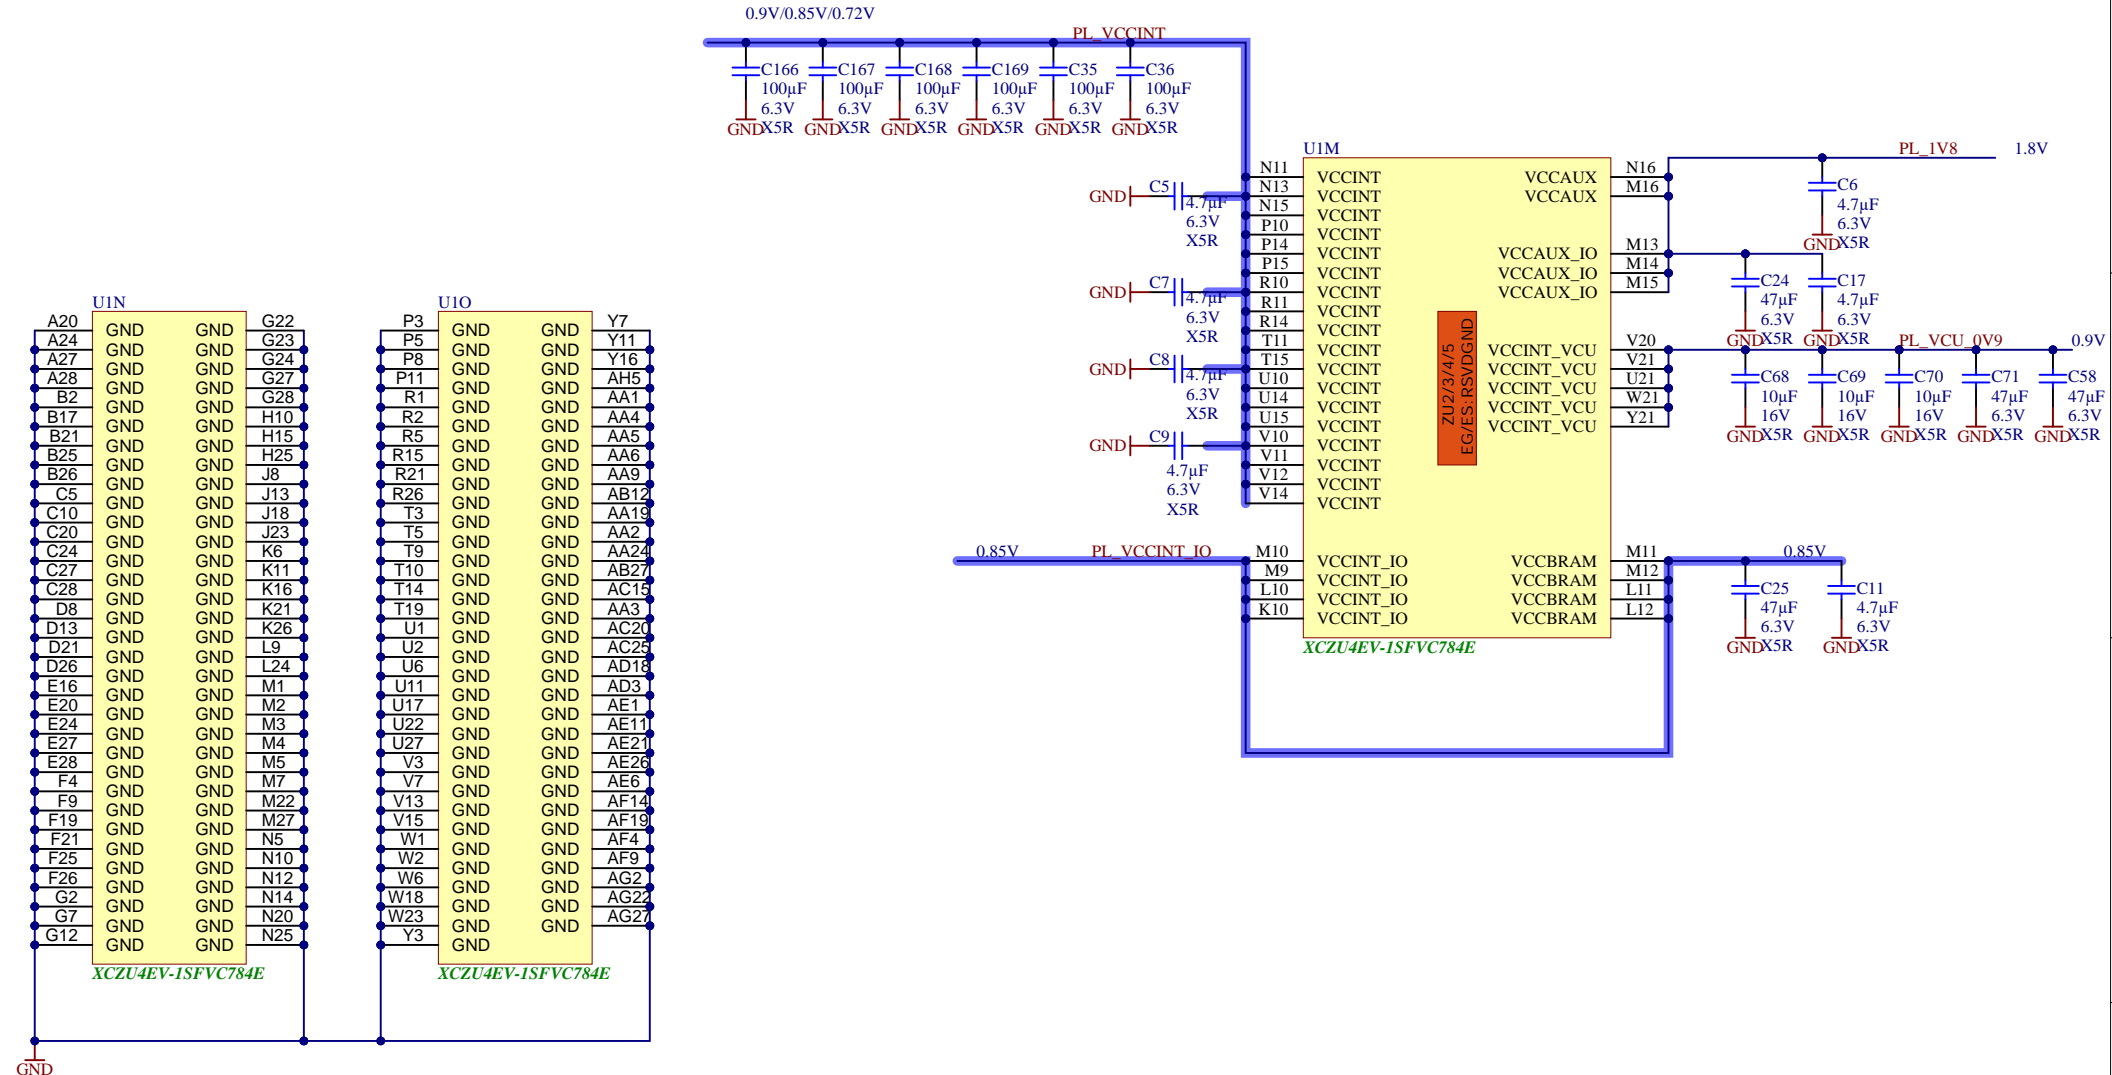 0.9V/0.85V/0.72V
PL_VCCINT
C166
100µF
6.3V
X5R
GND
C167
100µF
6.3V
X5R
GND
C168
100µF
6.3V
X5R
GND
C169
100µF
6.3V
X5R
GND
C35
100µF
6.3V
X5R
GND
C36
100µF
6.3V
X5R
GND
GND C5
4.7µF
6.3V
X5R
GND C7
4.7µF
6.3V
X5R
GND C8
4.7µF
6.3V
X5R
GND C9
4.7µF
6.3V
X5R
0.85V PL_VCCINT_IO
U1M
N11 VCCINT
N13 VCCINT
N15 VCCINT
P10 VCCINT
P14 VCCINT
P15 VCCINT
R10 VCCINT
R11 VCCINT
R14 VCCINT
T11 VCCINT
T15 VCCINT
U10 VCCINT
U14 VCCINT
U15 VCCINT
V10 VCCINT
V11 VCCINT
V12 VCCINT
V14 VCCINT
M10 VCCINT_IO
M9 VCCINT_IO
L10 VCCINT_IO
K10 VCCINT_IO
ZU2/3/4/5
EG/ES:RSVDGND
VCCAUX N16
VCCAUX M16
VCCAUX_IO M13
VCCAUX_IO M14
VCCAUX_IO M15
VCCINT_VCU V20
VCCINT_VCU V21
VCCINT_VCU U21
VCCINT_VCU W21
VCCINT_VCU Y21
VCCBRAM M11
VCCBRAM M12
VCCBRAM L11
VCCBRAM L12
XCZU4EV-1SFVC784E
PL_1V8 1.8V
C6
4.7µF
6.3V
X5R
GND
C24
47µF
6.3V
X5R
GND
C17
4.7µF
6.3V
X5R
GND
PL_VCU_0V9 0.9V
C68
10µF
16V
X5R
GND
C69
10µF
16V
X5R
GND
C70
10µF
16V
X5R
GND
C71
47µF
6.3V
X5R
GND
C58
47µF
6.3V
X5R
GND
0.85V
C25
47µF
6.3V
X5R
GND
C11
4.7µF
6.3V
X5R
GND
U1N
A20 GND GND G22
A24 GND GND G23
A27 GND GND G24
A28 GND GND G27
B2 GND GND G28
B17 GND GND H10
B21 GND GND H15
B25 GND GND H25
B26 GND GND J8
C5 GND GND J13
C10 GND GND J18
C20 GND GND J23
C24 GND GND K6
C27 GND GND K11
C28 GND GND K16
D8 GND GND K21
D13 GND GND K26
D21 GND GND L9
D26 GND GND L24
E16 GND GND M1
E20 GND GND M2
E24 GND GND M3
E27 GND GND M4
E28 GND GND M5
F4 GND GND M7
F9 GND GND M22
F19 GND GND M27
F21 GND GND N5
F25 GND GND N10
F26 GND GND N12
G2 GND GND N14
G7 GND GND N20
G12 GND GND N25
XCZU4EV-1SFVC784E
U1O
P3 GND GND Y7
P5 GND GND Y11
P8 GND GND Y16
P11 GND GND AH5
R1 GND GND AA1
R2 GND GND AA4
R5 GND GND AA5
R15 GND GND AA6
R21 GND GND AA9
R26 GND GND AB12
T3 GND GND AA19
T5 GND GND AA2
T9 GND GND AA24
T10 GND GND AB27
T14 GND GND AC15
T19 GND GND AA3
U1 GND GND AC20
U2 GND GND AC25
U6 GND GND AD18
U11 GND GND AD3
U17 GND GND AE1
U22 GND GND AE11
U27 GND GND AE21
V3 GND GND AE26
V7 GND GND AE6
V13 GND GND AF14
V15 GND GND AF19
W1 GND GND AF4
W2 GND GND AF9
W6 GND GND AG2
W18 GND GND AG22
W23 GND GND AG27
Y3 GND
XCZU4EV-1SFVC784E
GND